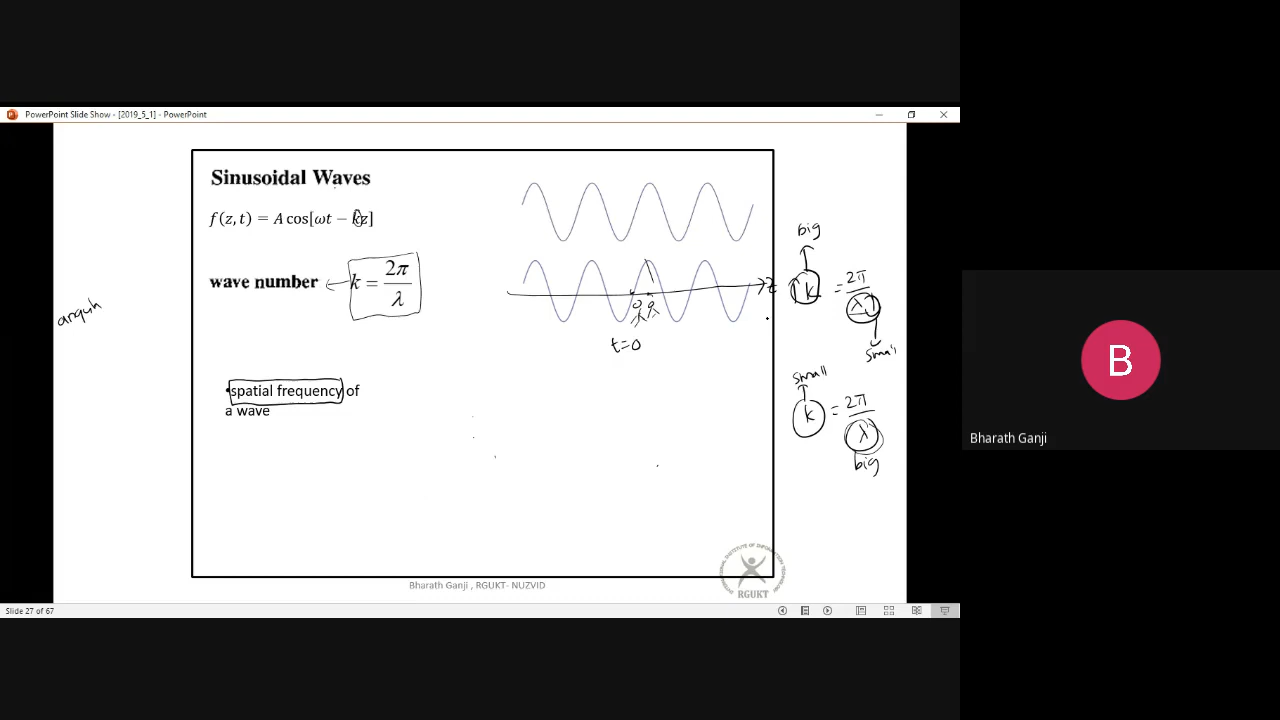 PowerPoint Slide Show - [2019_5_1] - PowerPoint
Sinusoidal Waves
f(z, t) = A cos[ωt − kz]
wave number ← k = 2π/λ
z
t=0
big
k = 2π/λ
small
k = 2π/λ
big
•spatial frequency of
a wave
Bharath Ganji , RGUKT- NUZVID
RGUKT
Slide 27 of 67
B
Bharath Ganji